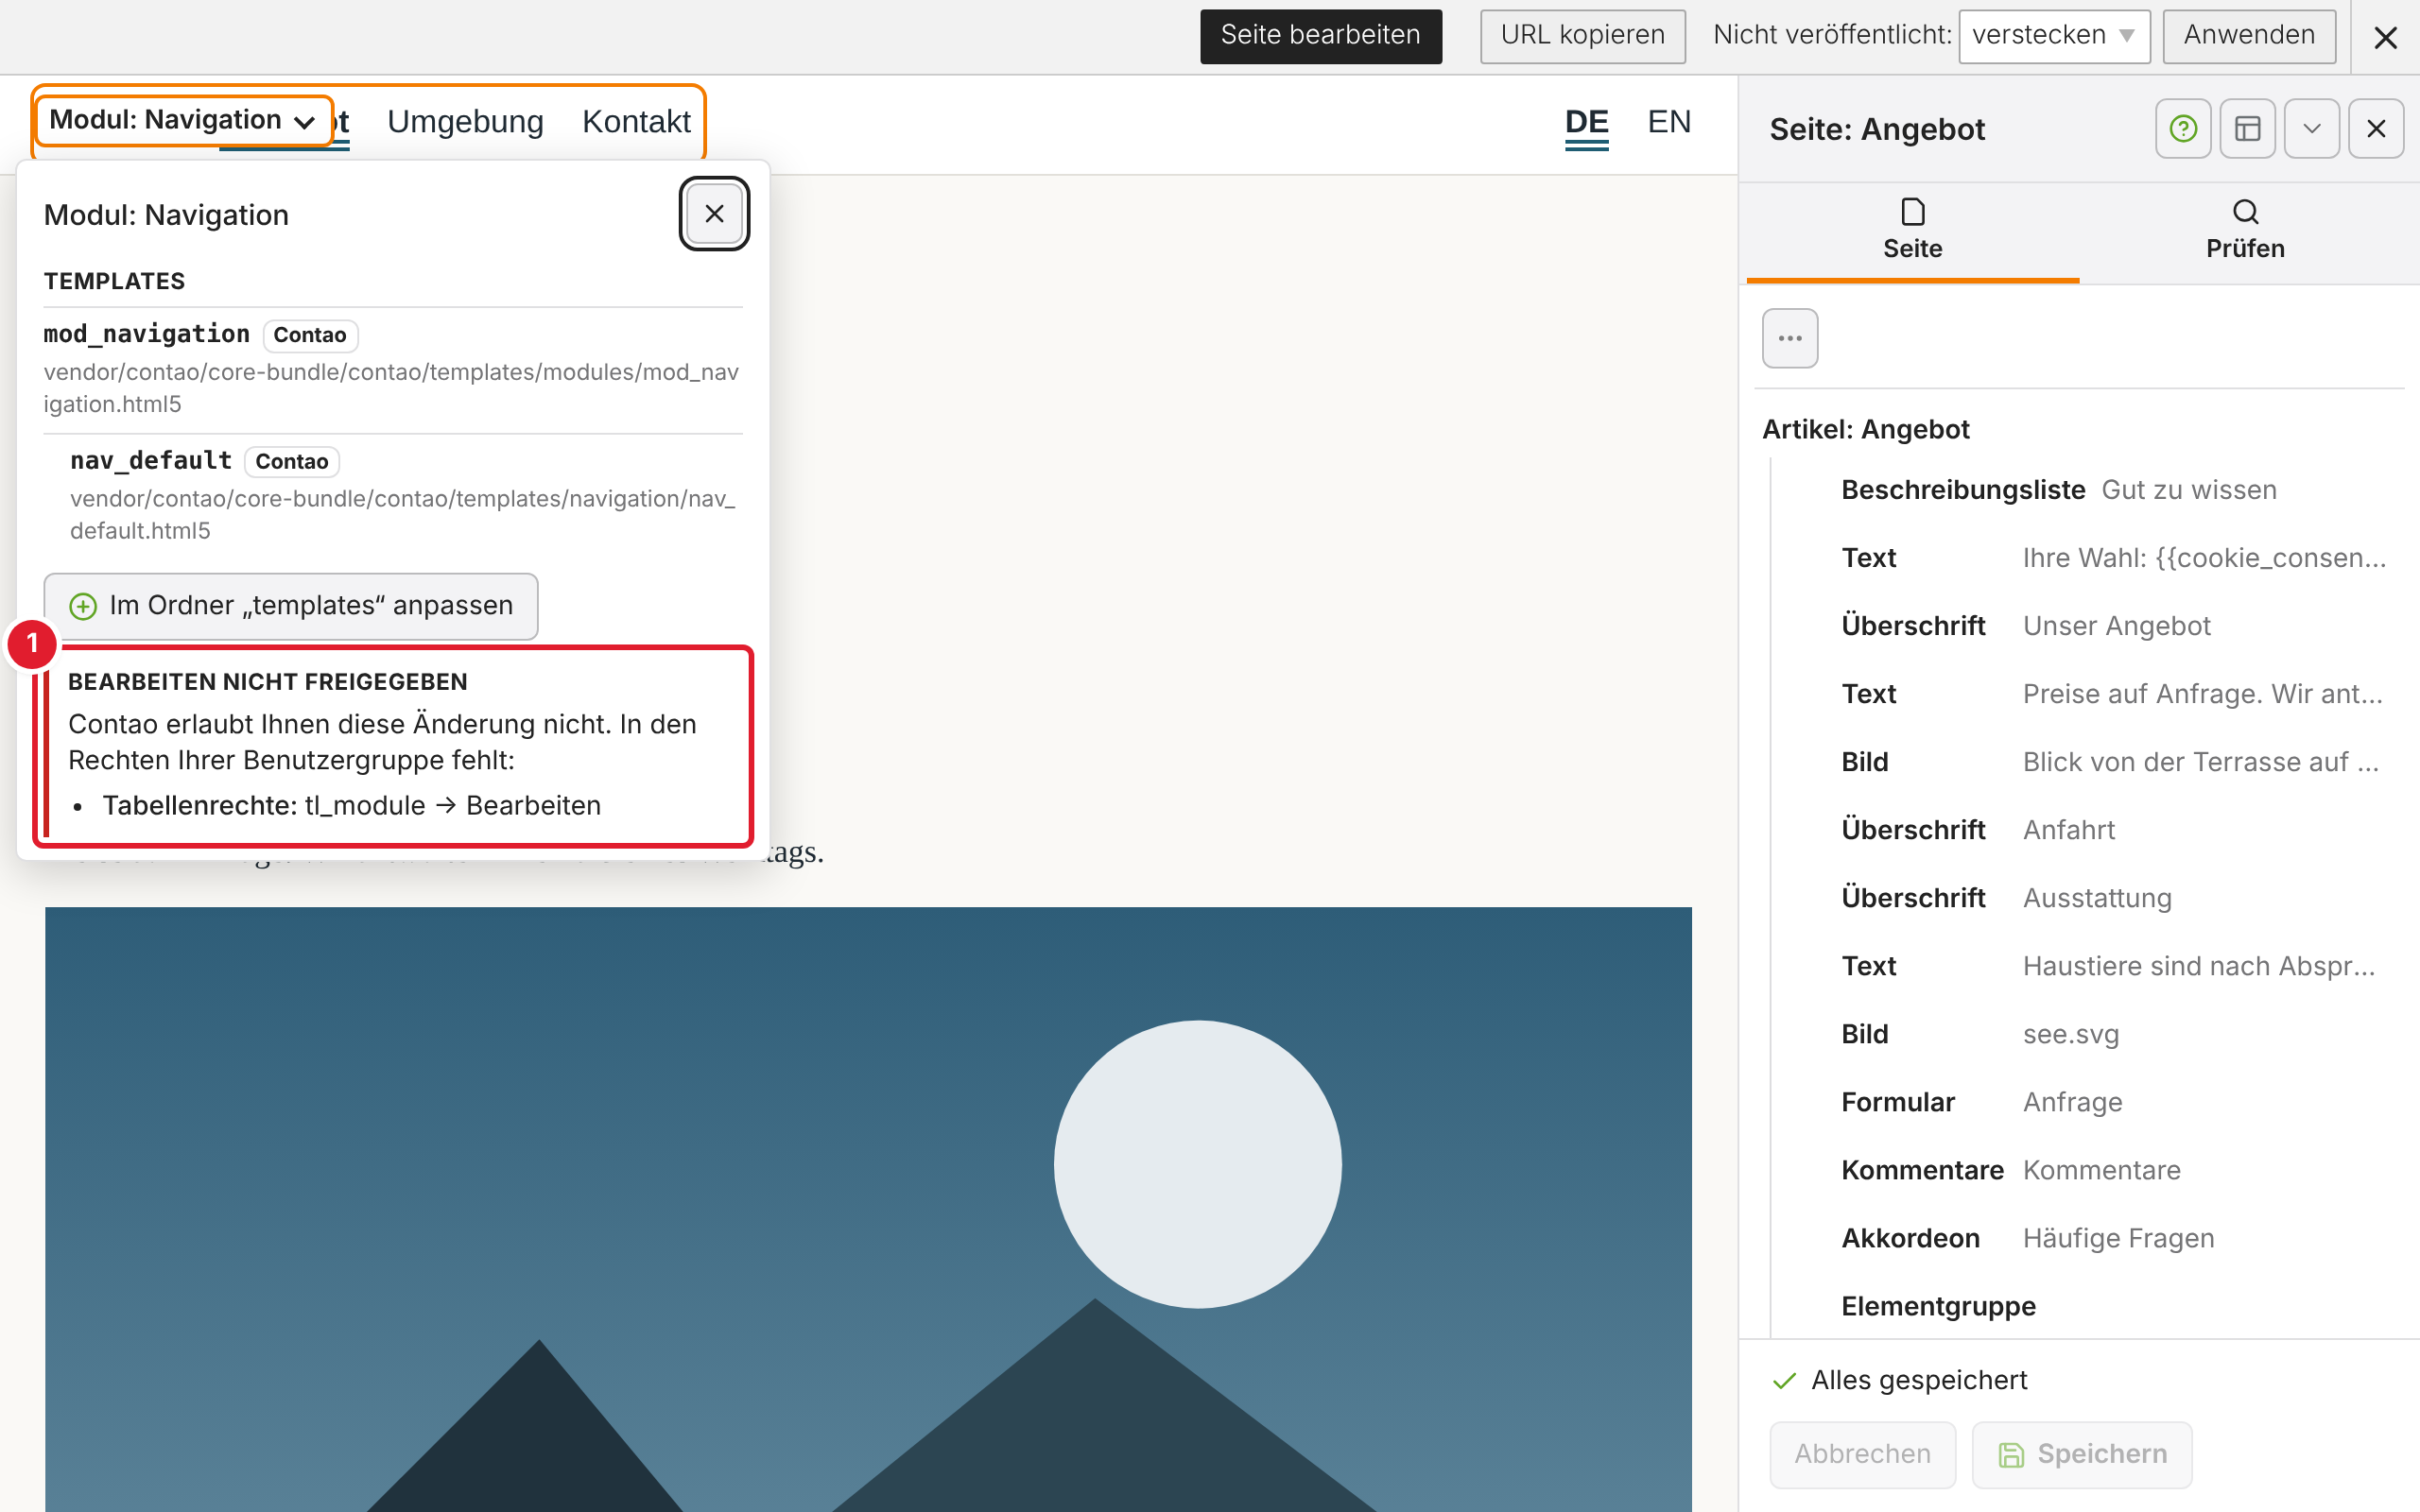 Seite bearbeiten
URL kopieren
Nicht veröffentlicht:
verstecken
Anwenden
Modul: Navigation
Umgebung
Kontakt
DE
EN
Modul: Navigation
TEMPLATES
mod_navigation Contao
vendor/contao/core-bundle/contao/templates/modules/mod_nav
igation.html5
nav_default Contao
vendor/contao/core-bundle/contao/templates/navigation/nav_
default.html5
Im Ordner „templates“ anpassen
1
BEARBEITEN NICHT FREIGEGEBEN
Contao erlaubt Ihnen diese Änderung nicht. In den
Rechten Ihrer Benutzergruppe fehlt:
• Tabellenrechte: tl_module → Bearbeiten
tags.
Seite: Angebot
Seite
Prüfen
Artikel: Angebot
Beschreibungsliste Gut zu wissen
Text Ihre Wahl: {{cookie_consen...
Überschrift Unser Angebot
Text Preise auf Anfrage. Wir ant...
Bild Blick von der Terrasse auf ...
Überschrift Anfahrt
Überschrift Ausstattung
Text Haustiere sind nach Abspr...
Bild see.svg
Formular Anfrage
Kommentare Kommentare
Akkordeon Häufige Fragen
Elementgruppe
Alles gespeichert
Abbrechen
Speichern